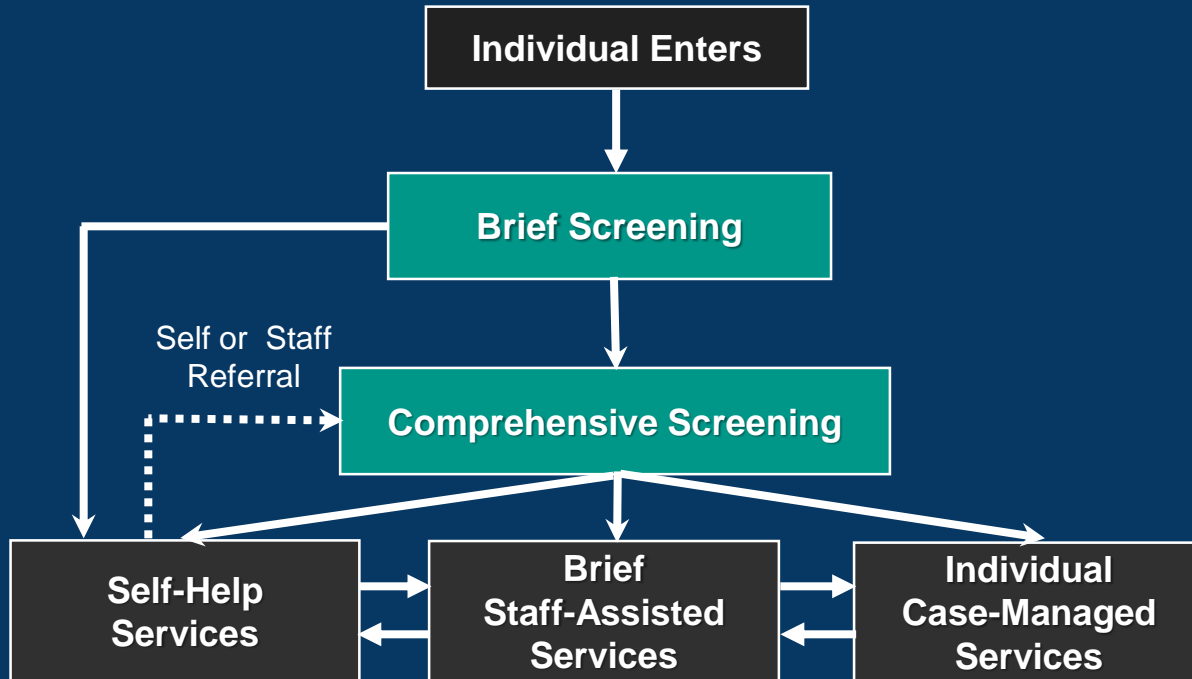 Individual Enters
Brief Screening
Self or Staff
Referral
Comprehensive Screening
Self-Help
Services
Brief
Staff-Assisted
Services
Individual
Case-Managed
Services